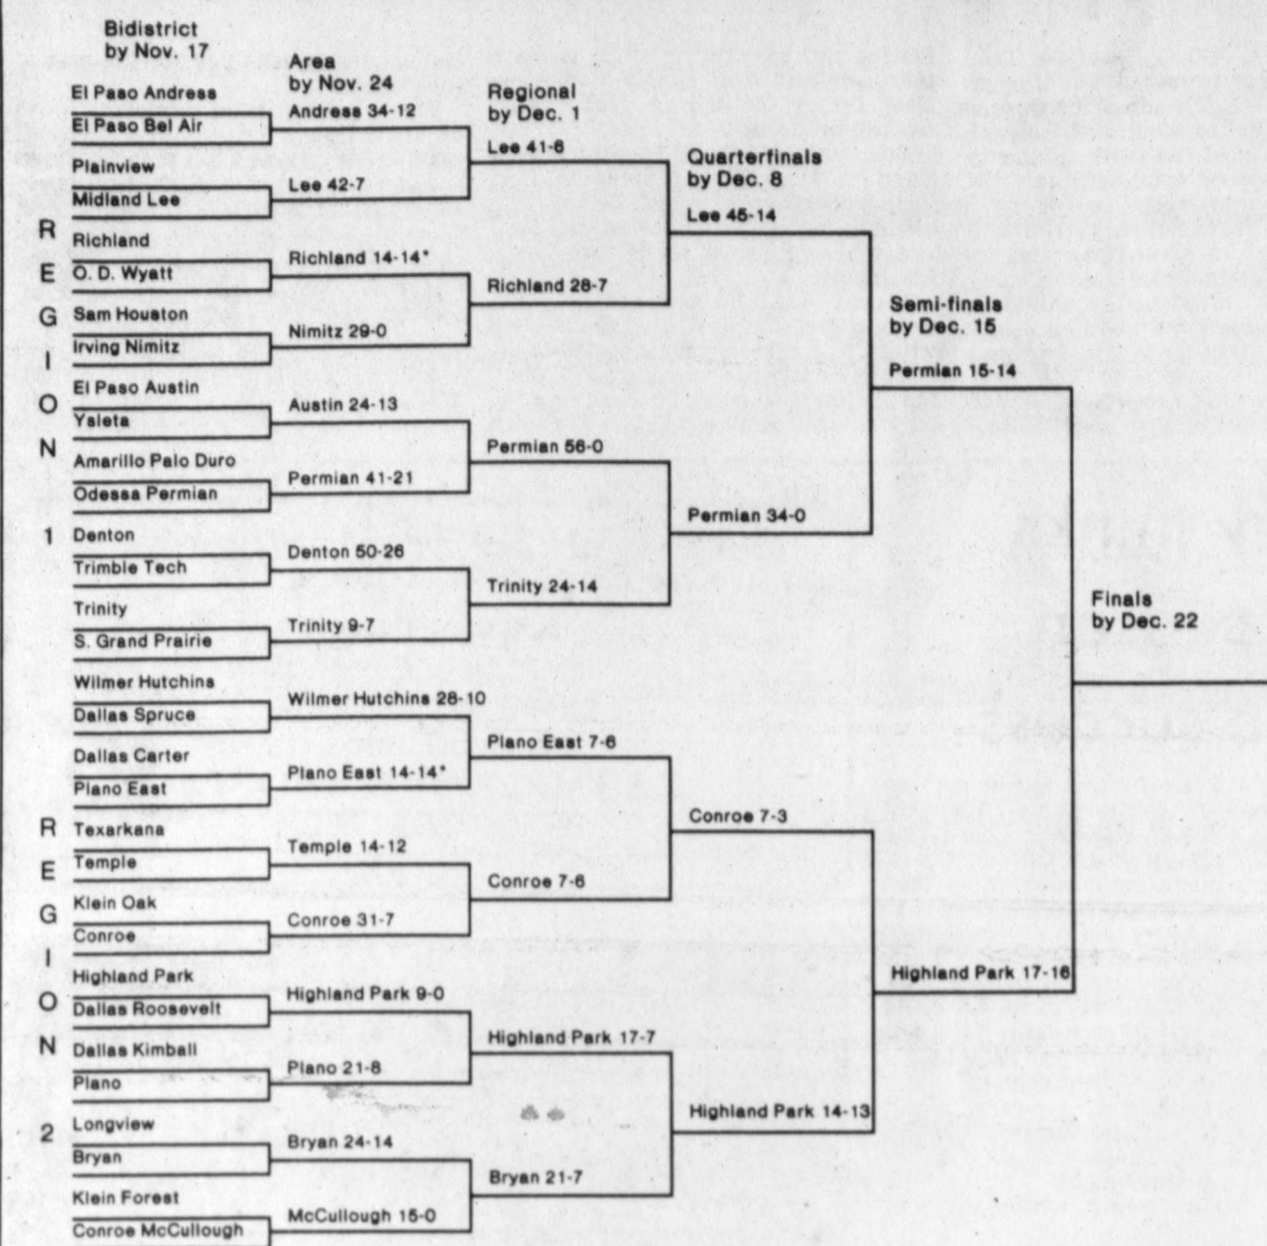 Bidistrict
by Nov. 17
Area
by Nov. 24
Regional
by Dec. 1
Quarterfinals
by Dec. 8
Semi-finals
by Dec. 15
Finals
by Dec. 22
REGION 1
El Paso Andress
El Paso Bel Air
Plainview
Midland Lee
Richland
O. D. Wyatt
Sam Houston
Irving Nimitz
El Paso Austin
Ysleta
Amarillo Palo Duro
Odessa Permian
Denton
Trimble Tech
Trinity
S. Grand Prairie
Andress 34-12
Lee 42-7
Richland 14-14*
Nimitz 29-0
Austin 24-13
Permian 41-21
Denton 50-26
Trinity 9-7
Lee 41-6
Richland 28-7
Permian 56-0
Trinity 24-14
Lee 45-14
Permian 34-0
Permian 15-14
REGION 2
Wilmer Hutchins
Dallas Spruce
Dallas Carter
Plano East
Texarkana
Temple
Klein Oak
Conroe
Highland Park
Dallas Roosevelt
Dallas Kimball
Plano
Longview
Bryan
Klein Forest
Conroe McCullough
Wilmer Hutchins 28-10
Plano East 14-14*
Temple 14-12
Conroe 31-7
Highland Park 9-0
Plano 21-8
Bryan 24-14
McCullough 15-0
Plano East 7-6
Conroe 7-6
Highland Park 17-7
Bryan 21-7
Conroe 7-3
Highland Park 14-13
Highland Park 17-16